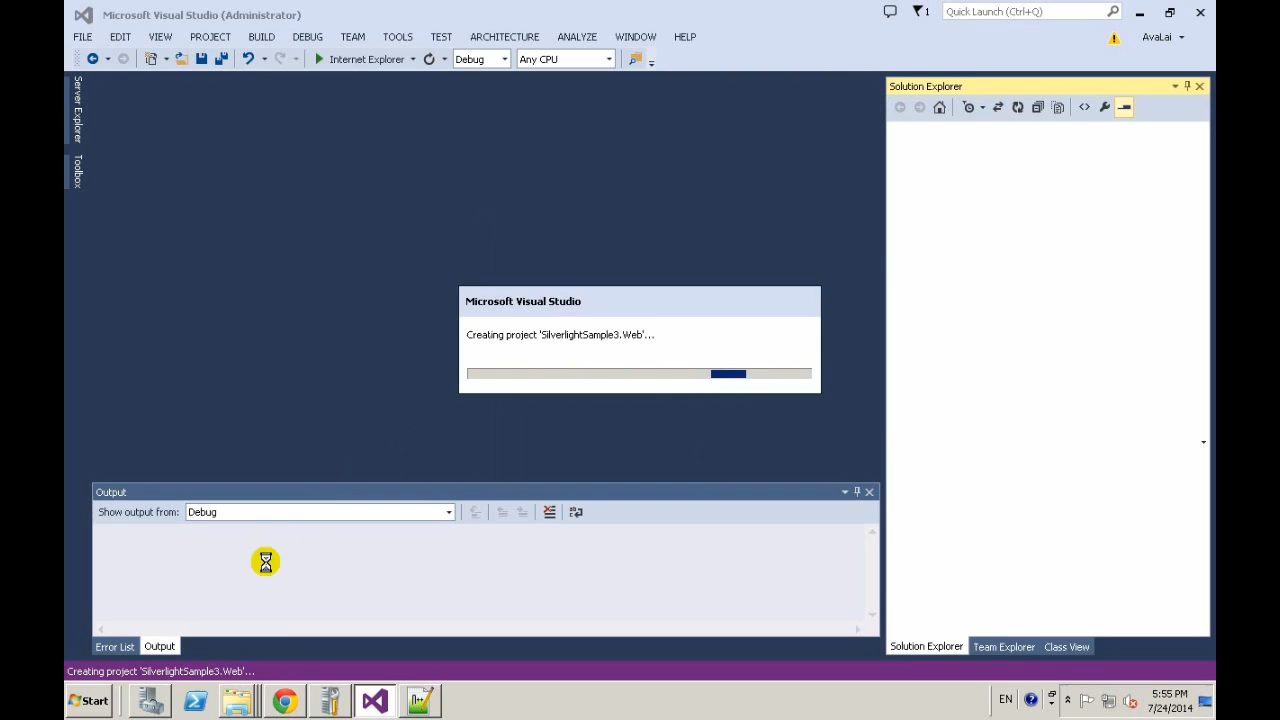 Microsoft Visual Studio (Administrator)
1
Quick Launch (Ctrl+Q)
FILE EDIT VIEW PROJECT BUILD DEBUG TEAM TOOLS TEST ARCHITECTURE ANALYZE WINDOW HELP
AvaLai
Internet Explorer
Debug
Any CPU
Server Explorer
Toolbox
Solution Explorer
Microsoft Visual Studio
Creating project 'SilverlightSample3.Web'...
Output
Show output from: Debug
Error List Output
Solution Explorer Team Explorer Class View
Creating project 'SilverlightSample3.Web'...
Start
EN
5:55 PM
7/24/2014